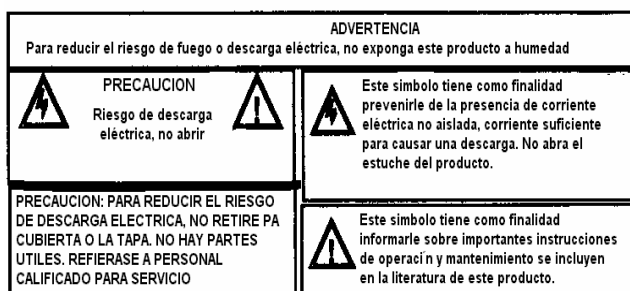 ADVERTENCIA
Para reducir el riesgo de fuego o descarga eléctrica, no exponga este producto a humedad
PRECAUCION
Riesgo de descarga
eléctrica, no abrir
PRECAUCION: PARA REDUCIR EL RIESGO
DE DESCARGA ELECTRICA, NO RETIRE PA
CUBIERTA O LA TAPA. NO HAY PARTES
UTILES. REFIERASE A PERSONAL
CALIFICADO PARA SERVICIO
Este simbolo tiene como finalidad
prevenirle de la presencia de corriente
eléctrica no aislada, corriente suficiente
para causar una descarga. No abra el
estuche del producto.
Este simbolo tiene como finalidad
informarle sobre importantes instrucciones
de operaci´n y mantenimiento se incluyen
en la literatura de este producto.